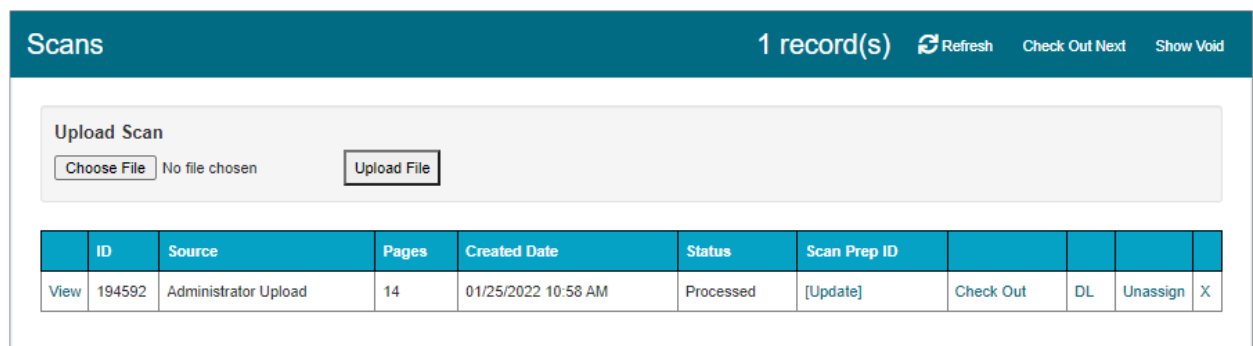 Scans 1 record(s) Refresh Check Out Next Show Void
Upload Scan
Choose File No file chosen Upload File
ID Source Pages Created Date Status Scan Prep ID
View 194592 Administrator Upload 14 01/25/2022 10:58 AM Processed [Update] Check Out DL Unassign X